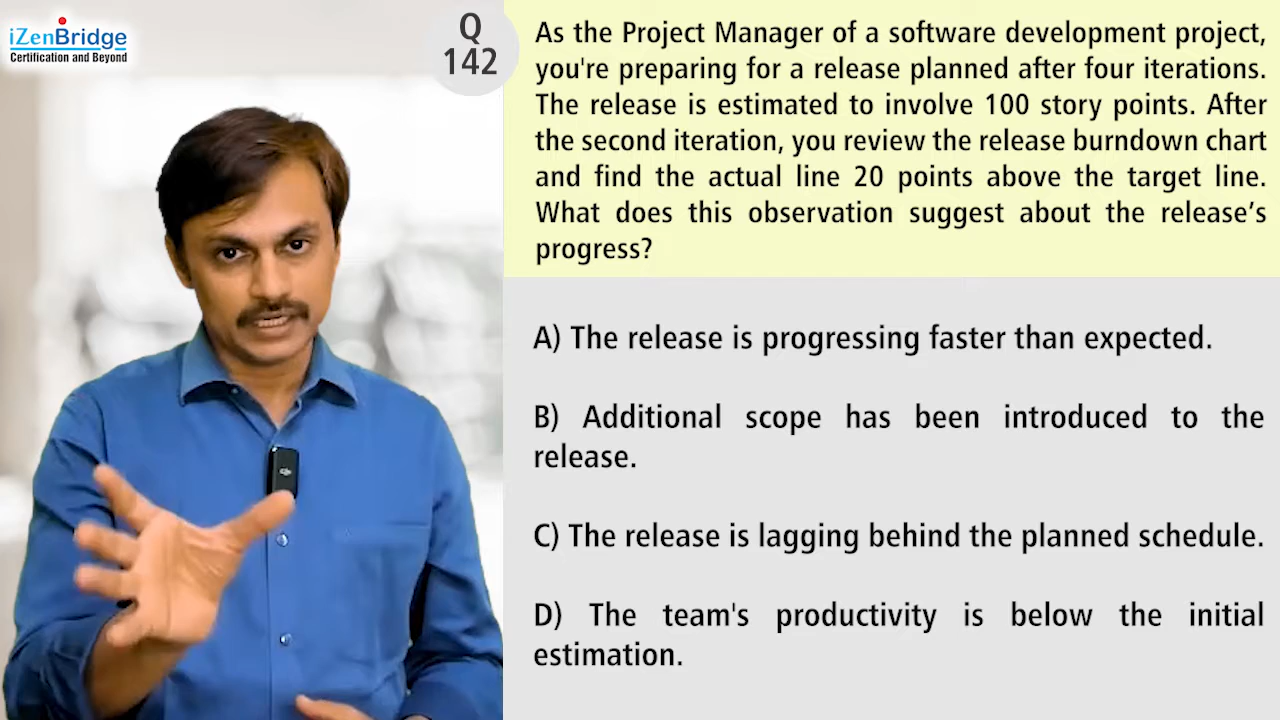 iZenBridge
Certification and Beyond
Q
142
As the Project Manager of a software development project,
you're preparing for a release planned after four iterations.
The release is estimated to involve 100 story points. After
the second iteration, you review the release burndown chart
and find the actual line 20 points above the target line.
What does this observation suggest about the release’s
progress?
A) The release is progressing faster than expected.
B) Additional scope has been introduced to the
release.
C) The release is lagging behind the planned schedule.
D) The team's productivity is below the initial
estimation.